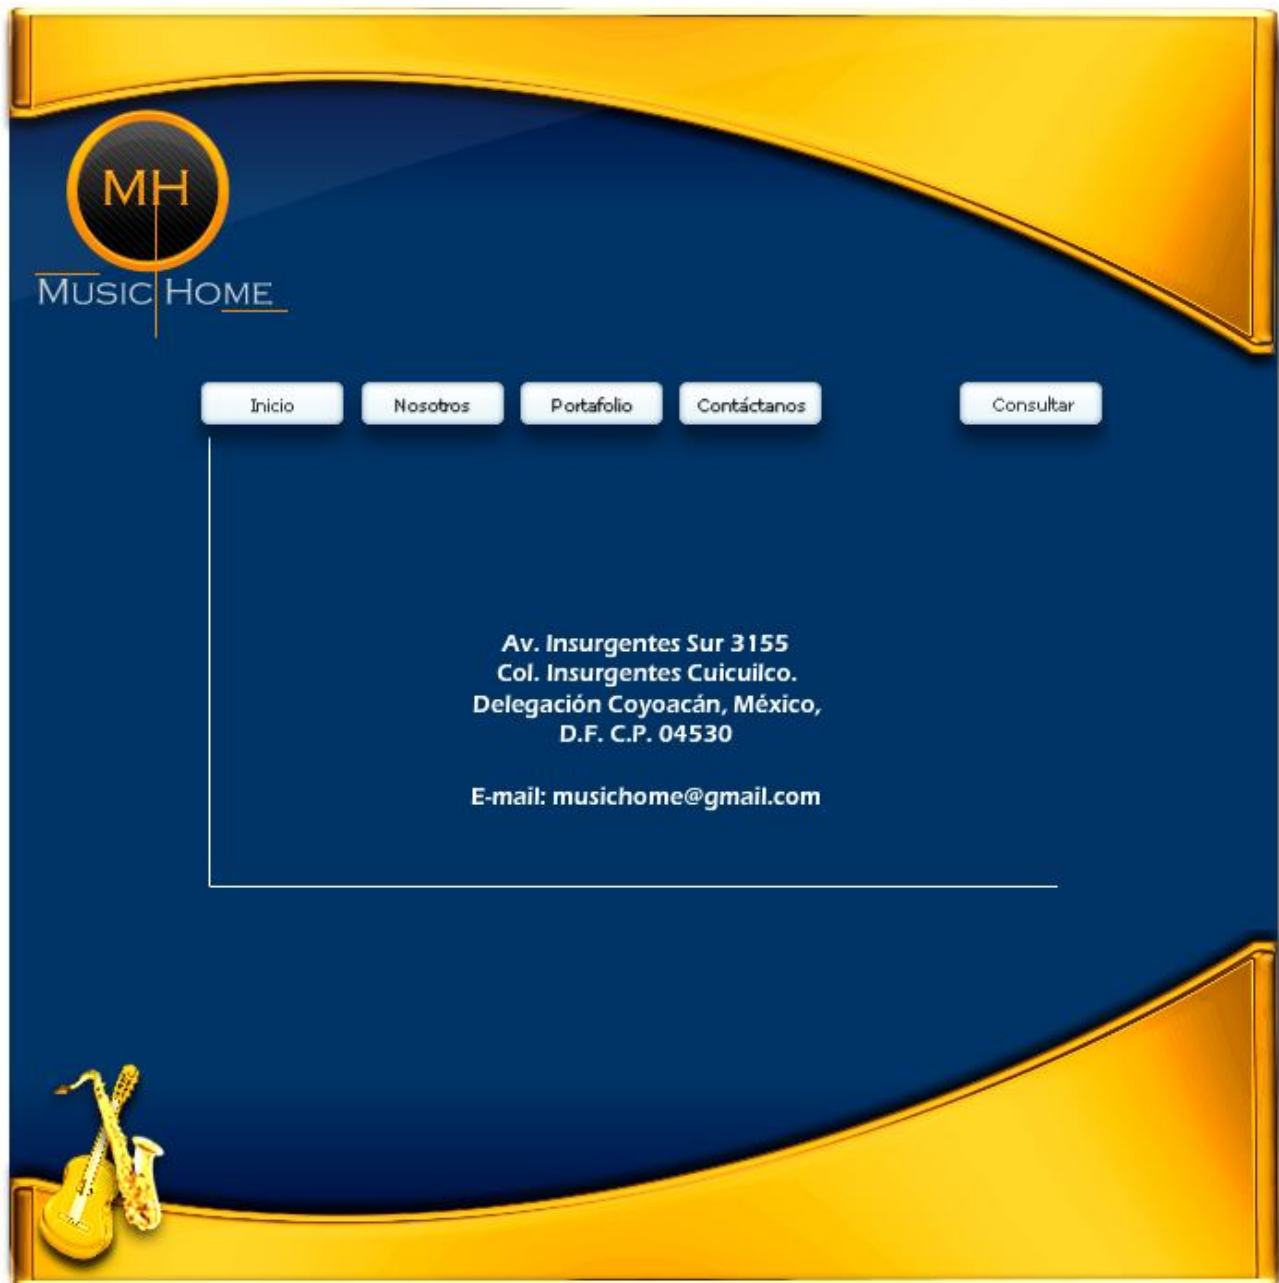 MH
MUSIC HOME
Inicio
Nosotros
Portafolio
Contáctanos
Consultar
Av. Insurgentes Sur 3155
Col. Insurgentes Cuicuilco.
Delegación Coyoacán, México,
D.F. C.P. 04530
E-mail: musichome@gmail.com